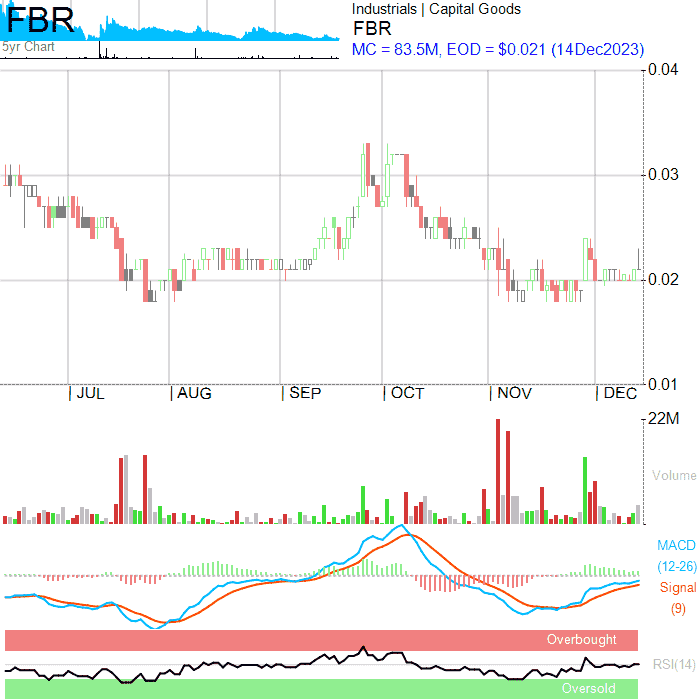 FBR
5yr Chart
Industrials | Capital Goods
FBR
MC = 83.5M, EOD = $0.021 (14Dec2023)
0.04
0.03
0.02
0.01
JUL AUG SEP OCT NOV DEC
22M
Volume
MACD
(12-26)
Signal
(9)
Overbought
RSI(14)
Oversold